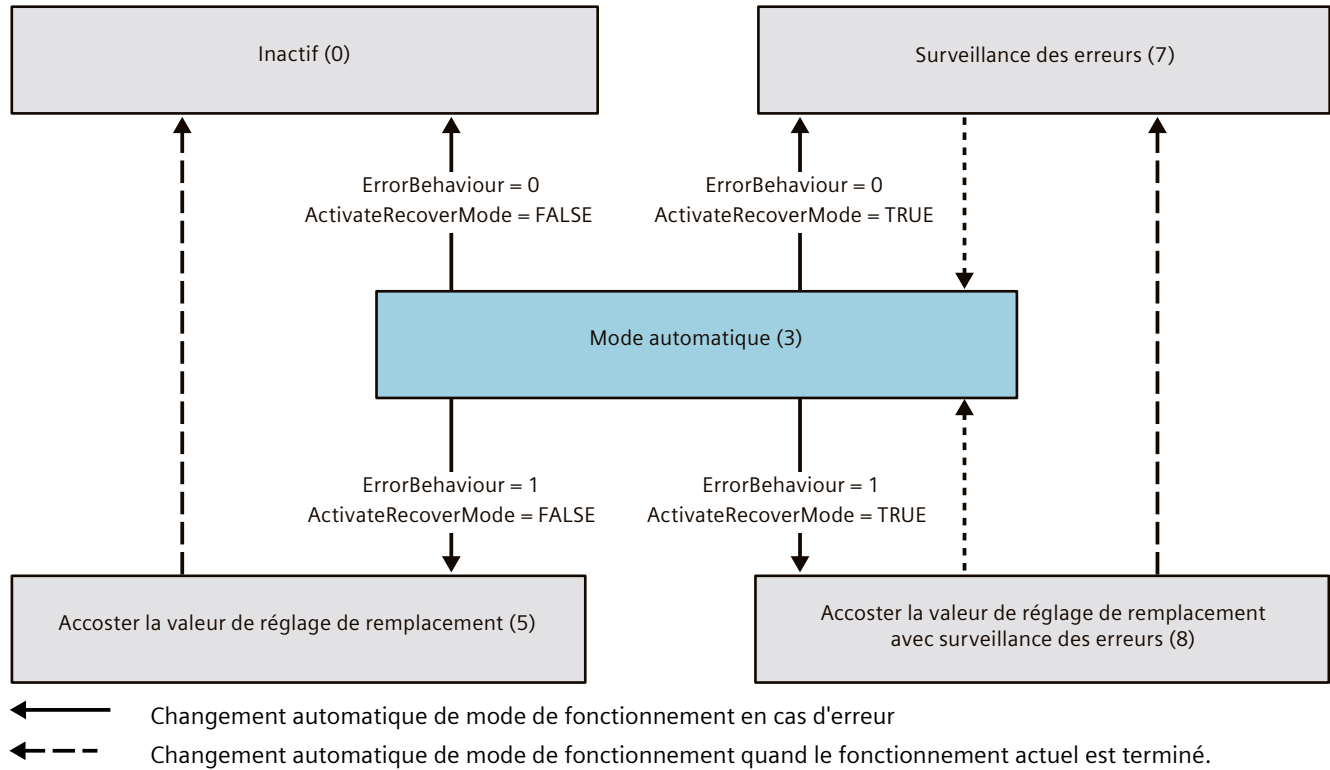 Inactif (0)
Surveillance des erreurs (7)
ErrorBehaviour = 0
ActivateRecoverMode = FALSE
ErrorBehaviour = 0
ActivateRecoverMode = TRUE
Mode automatique (3)
ErrorBehaviour = 1
ActivateRecoverMode = FALSE
ErrorBehaviour = 1
ActivateRecoverMode = TRUE
Accoster la valeur de réglage de remplacement (5)
Accoster la valeur de réglage de remplacement
avec surveillance des erreurs (8)
Changement automatique de mode de fonctionnement en cas d'erreur
Changement automatique de mode de fonctionnement quand le fonctionnement actuel est terminé.